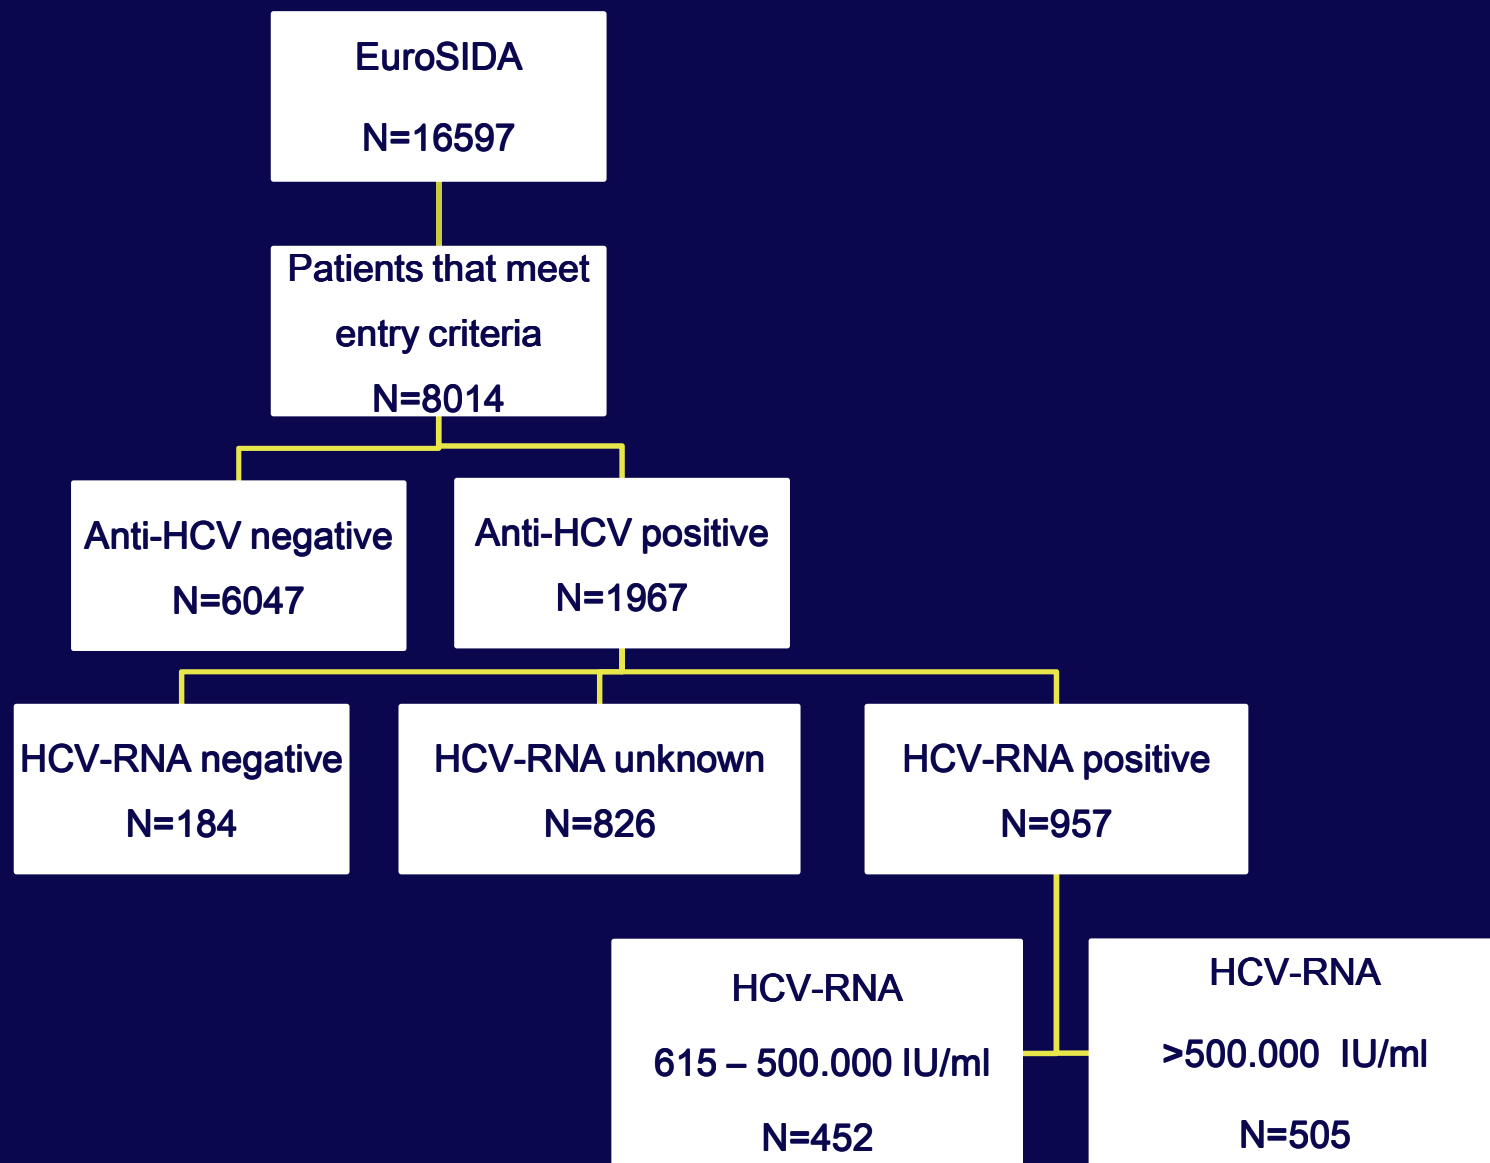 EuroSIDA
N=16597
Patients that meet
entry criteria
N=8014
Anti-HCV negative
N=6047
Anti-HCV positive
N=1967
HCV-RNA negative
N=184
HCV-RNA unknown
N=826
HCV-RNA positive
N=957
HCV-RNA
615 – 500.000 IU/ml
N=452
HCV-RNA
>500.000 IU/ml
N=505